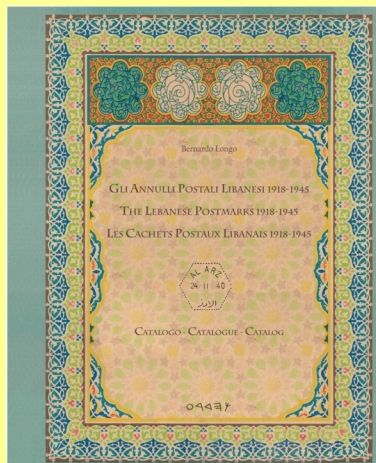 Bernardo Longo
GLI ANNULLI POSTALI LIBANESI 1918-1945
THE LEBANESE POSTMARKS 1918-1945
LES CACHETS POSTAUX LIBANAIS 1918-1945
AL ARZ
24 II 40
الارز
CATALOGO - CATALOGUE - CATALOG